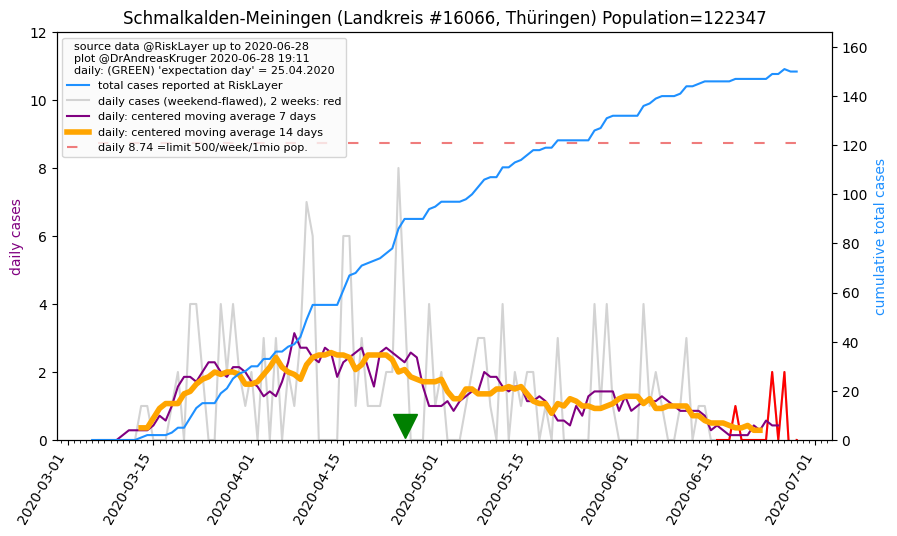 Schmalkalden-Meiningen (Landkreis #16066, Thüringen) Population=122347
source data @RiskLayer up to 2020-06-28
plot @DrAndreasKruger 2020-06-28 19:11
daily: (GREEN) 'expectation day' = 25.04.2020
total cases reported at RiskLayer
daily cases (weekend-flawed), 2 weeks: red
daily: centered moving average 7 days
daily: centered moving average 14 days
daily 8.74 =limit 500/week/1mio pop.
daily cases
12
10
8
6
4
2
0
160
140
120
100
80
60
40
20
0
cumulative total cases
2020-03-01
2020-03-15
2020-04-01
2020-04-15
2020-05-01
2020-05-15
2020-06-01
2020-06-15
2020-07-01